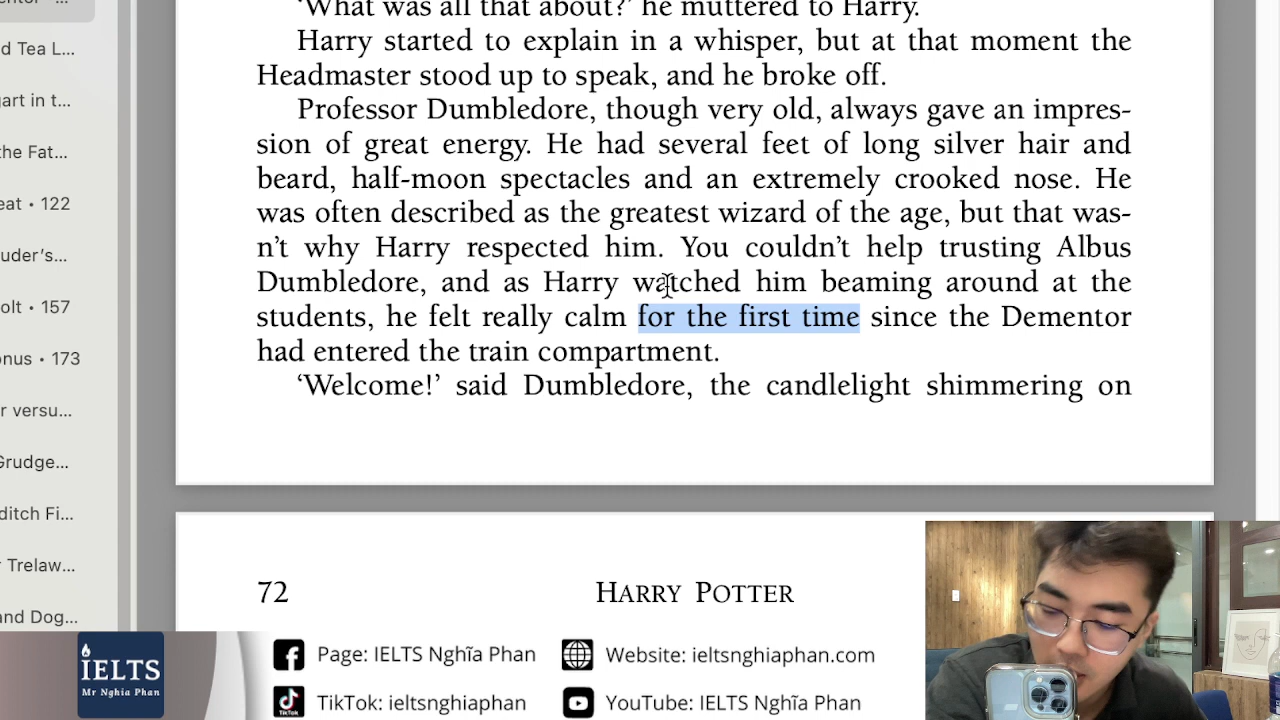 entor ·
'What was all that about?' he muttered to Harry.
d Tea L...
Harry started to explain in a whisper, but at that moment the
Headmaster stood up to speak, and he broke off.
art in t...
Professor Dumbledore, though very old, always gave an impres-
sion of great energy. He had several feet of long silver hair and
the Fat...
beard, half-moon spectacles and an extremely crooked nose. He
eat • 122
was often described as the greatest wizard of the age, but that was-
n't why Harry respected him. You couldn't help trusting Albus
uder's...
Dumbledore, and as Harry watched him beaming around at the
olt • 157
students, he felt really calm for the first time since the Dementor
had entered the train compartment.
onus • 173
'Welcome!' said Dumbledore, the candlelight shimmering on
r versu...
Grudge...
ditch Fi...
r Trelaw...
and Dog...
72 HARRY POTTER
IELTS
Mr Nghia Phan
Page: IELTS Nghĩa Phan
Website: ieltsnghiaphan.com
TikTok
TikTok: ieltsnghiaphan
YouTube: IELTS Nghĩa Phan